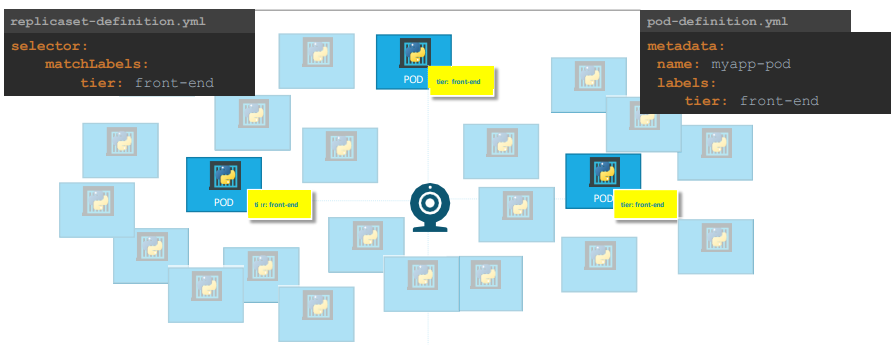 replicaset-definition.yml
selector:
matchLabels:
tier: front-end
pod-definition.yml
metadata:
name: myapp-pod
labels:
tier: front-end
POD
tier: front-end
POD
tier: front-end
POD
tier: front-end